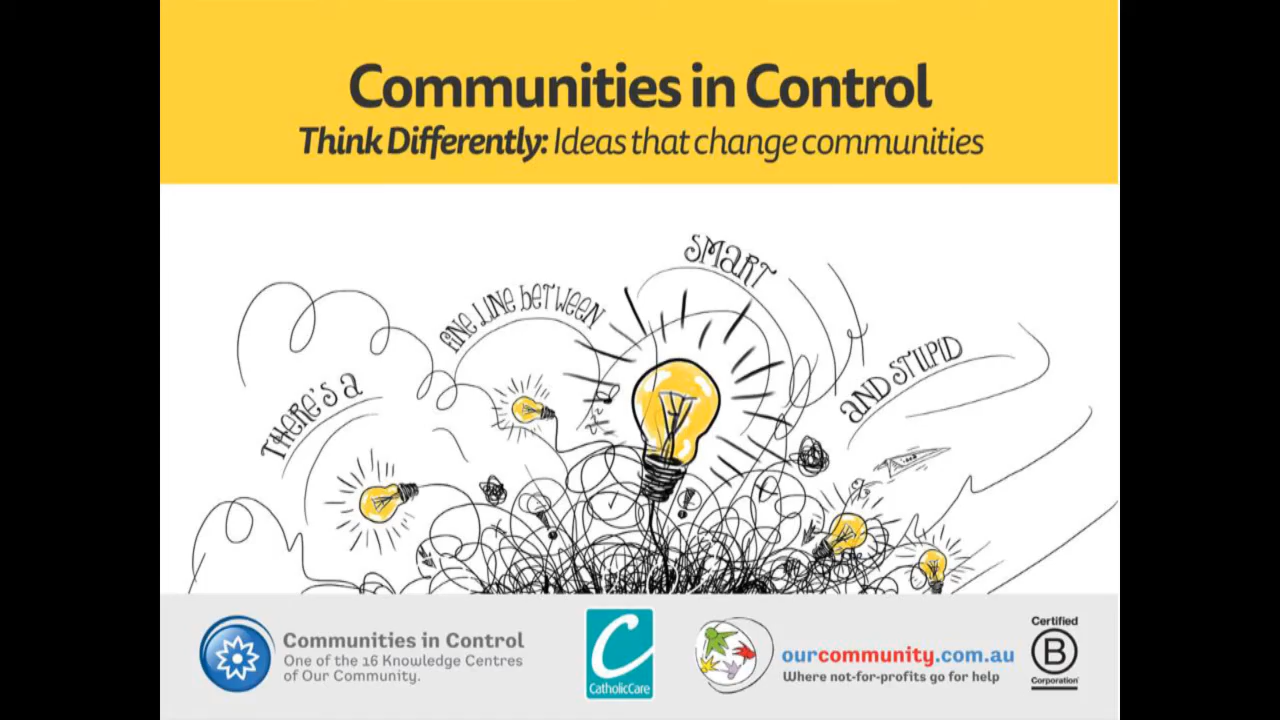 Communities in Control
Think Differently: Ideas that change communities
THERE'S A
FINE LINE BETWEEN
SMART
AND STUPID
Communities in Control
One of the 16 Knowledge Centres
of Our Community.
C
CatholicCare
ourcommunity.com.au
Where not-for-profits go for help
Certified
B
Corporation